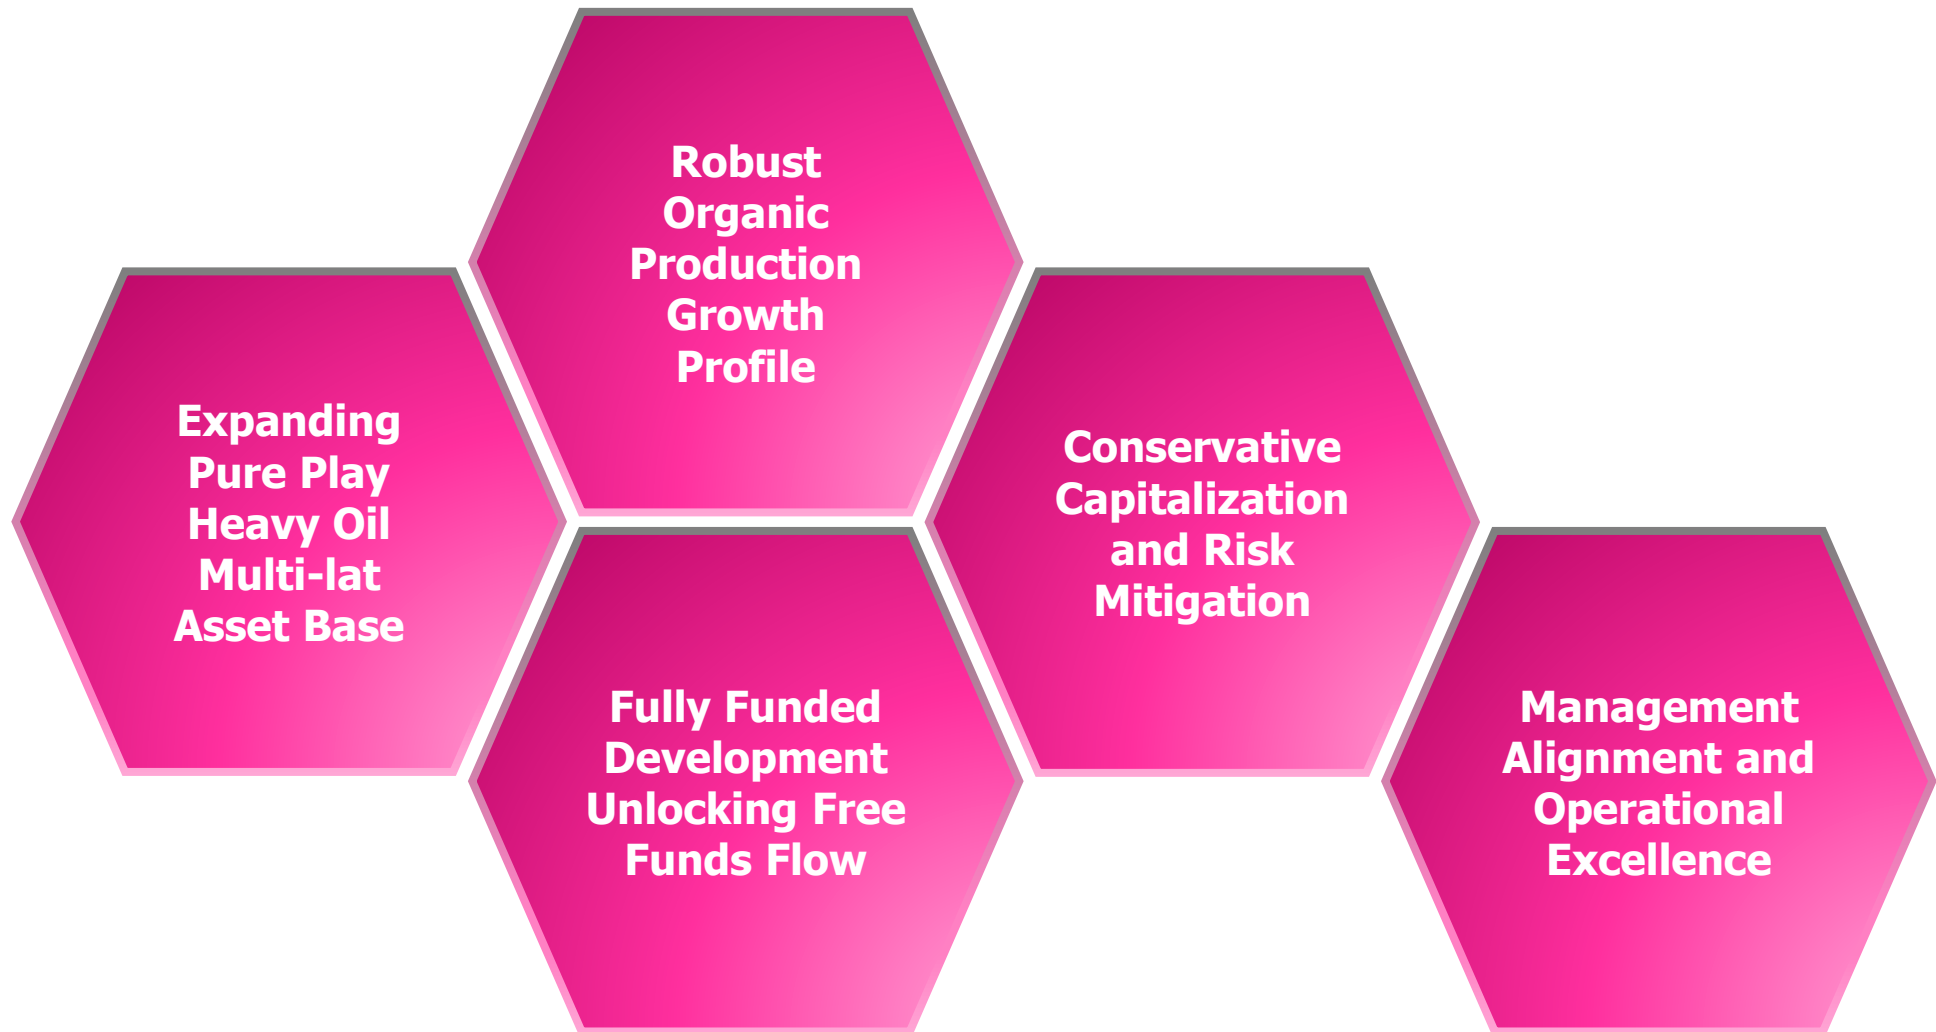 Robust
Organic
Production
Growth
Profile
Expanding
Pure Play
Heavy Oil
Multi-lat
Asset Base
Conservative
Capitalization
and Risk
Mitigation
Fully Funded
Development
Unlocking Free
Funds Flow
Management
Alignment and
Operational
Excellence